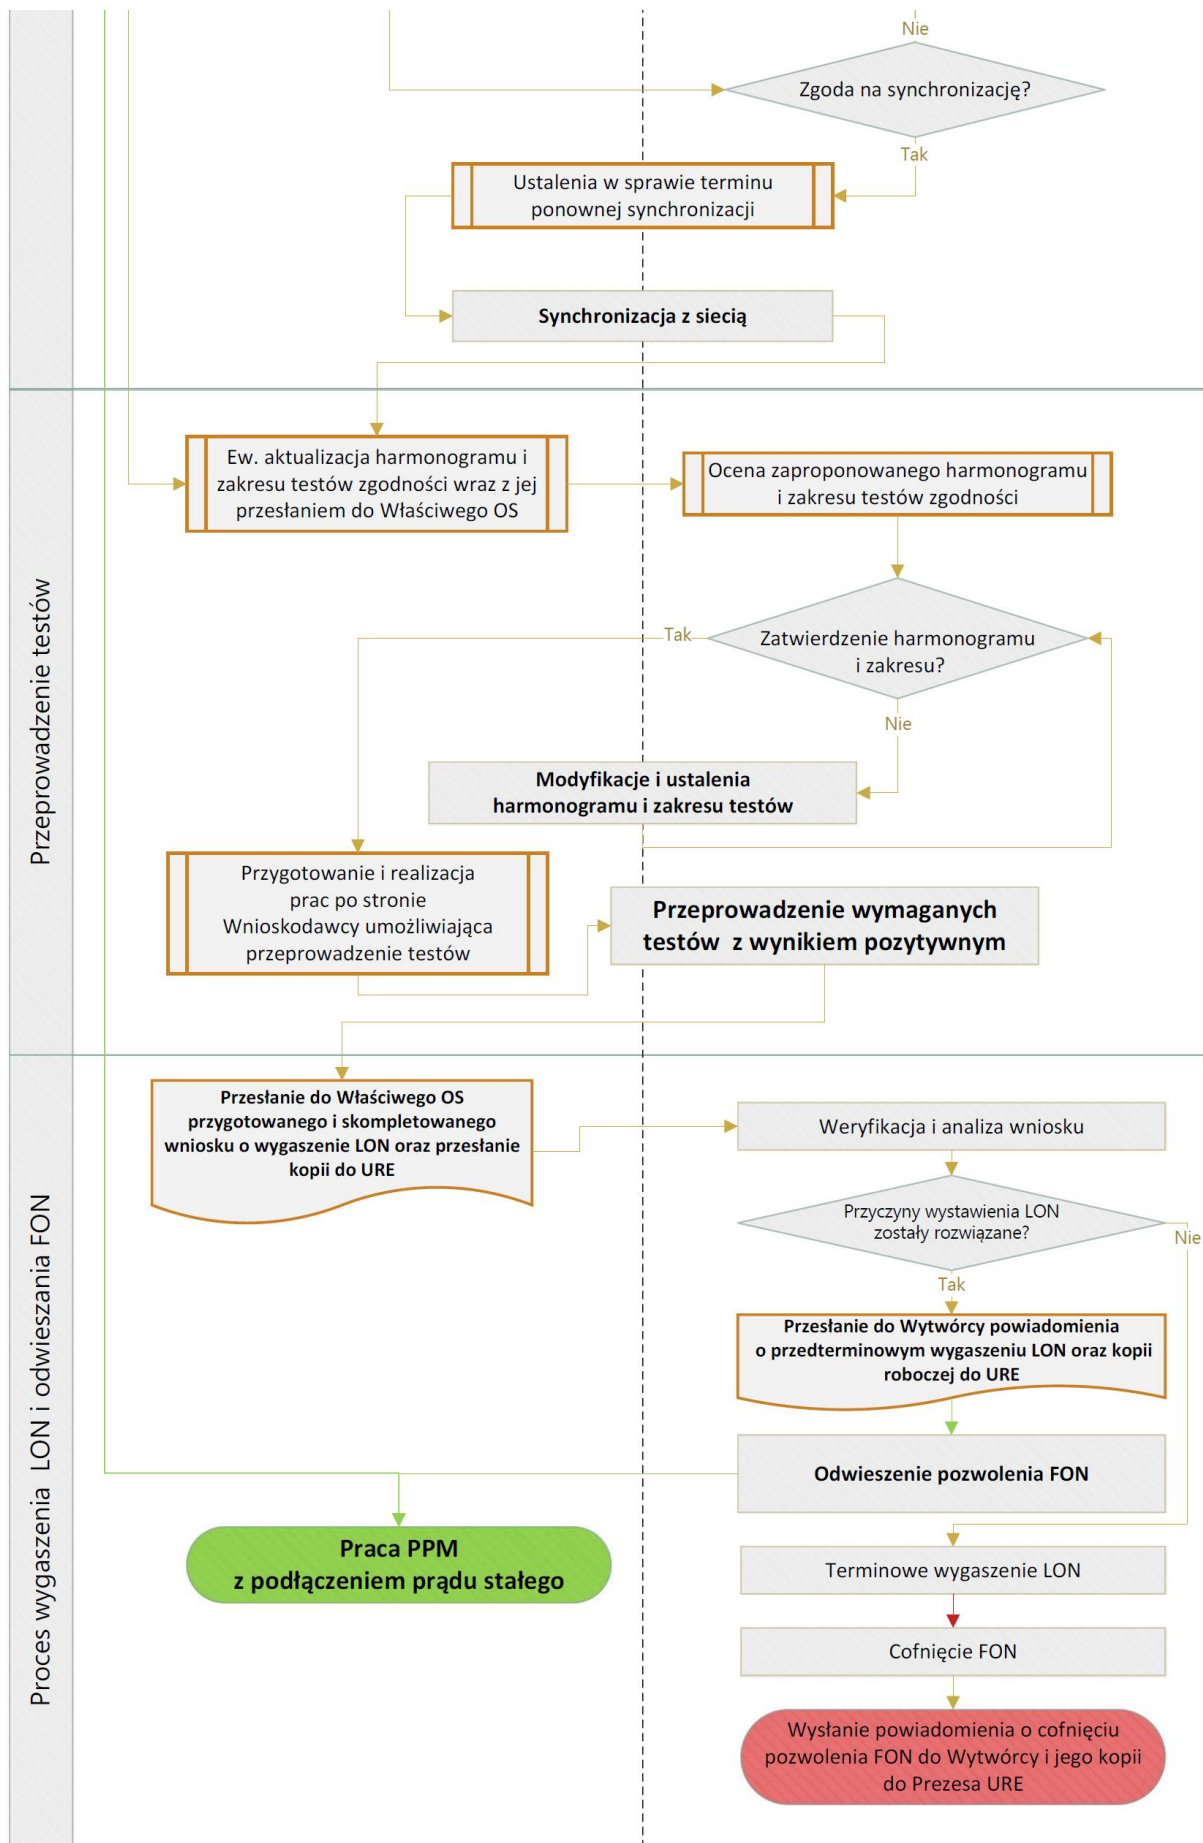 Nie
Zgoda na synchronizację?
Tak
Ustalenia w sprawie terminu
ponownej synchronizacji
Synchronizacja z siecią
Przeprowadzenie testów
Ew. aktualizacja harmonogramu i
zakresu testów zgodności wraz z jej
przesłaniem do Właściwego OS
Ocena zaproponowanego harmonogramu
i zakresu testów zgodności
Zatwierdzenie harmonogramu
i zakresu?
Tak
Nie
Modyfikacje i ustalenia
harmonogramu i zakresu testów
Przygotowanie i realizacja
prac po stronie
Wnioskodawcy umożliwiająca
przeprowadzenie testów
Przeprowadzenie wymaganych
testów z wynikiem pozytywnym
Proces wygaszenia LON i odwieszania FON
Przesłanie do Właściwego OS
przygotowanego i skompletowanego
wniosku o wygaszenie LON oraz przesłanie
kopii do URE
Weryfikacja i analiza wniosku
Przyczyny wystawienia LON
zostały rozwiązane?
Nie
Tak
Przesłanie do Wytwórcy powiadomienia
o przedterminowym wygaszeniu LON oraz kopii
roboczej do URE
Odwieszenie pozwolenia FON
Praca PPM
z podłączeniem prądu stałego
Terminowe wygaszenie LON
Cofnięcie FON
Wysłanie powiadomienia o cofnięciu
pozwolenia FON do Wytwórcy i jego kopii
do Prezesa URE